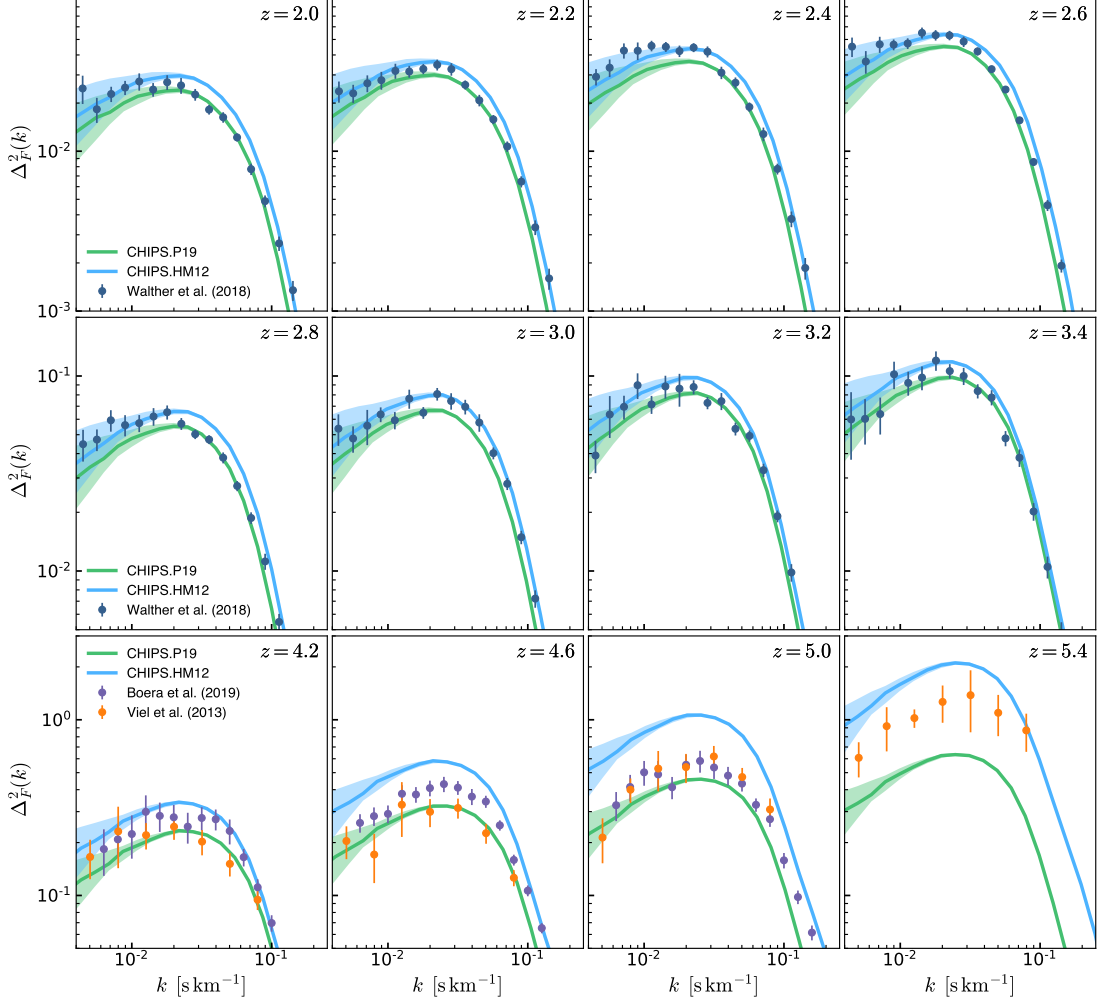 z = 2.0
z = 2.2
z = 2.4
z = 2.6
Δ²_F(k)
10⁻²
10⁻³
CHIPS.P19
CHIPS.HM12
Walther et al. (2018)
z = 2.8
z = 3.0
z = 3.2
z = 3.4
Δ²_F(k)
10⁻¹
10⁻²
CHIPS.P19
CHIPS.HM12
Walther et al. (2018)
z = 4.2
z = 4.6
z = 5.0
z = 5.4
Δ²_F(k)
10⁰
10⁻¹
CHIPS.P19
CHIPS.HM12
Boera et al. (2019)
Viel et al. (2013)
10⁻² 10⁻¹ 10⁻² 10⁻¹ 10⁻² 10⁻¹ 10⁻² 10⁻¹
k [s km⁻¹] k [s km⁻¹] k [s km⁻¹] k [s km⁻¹]